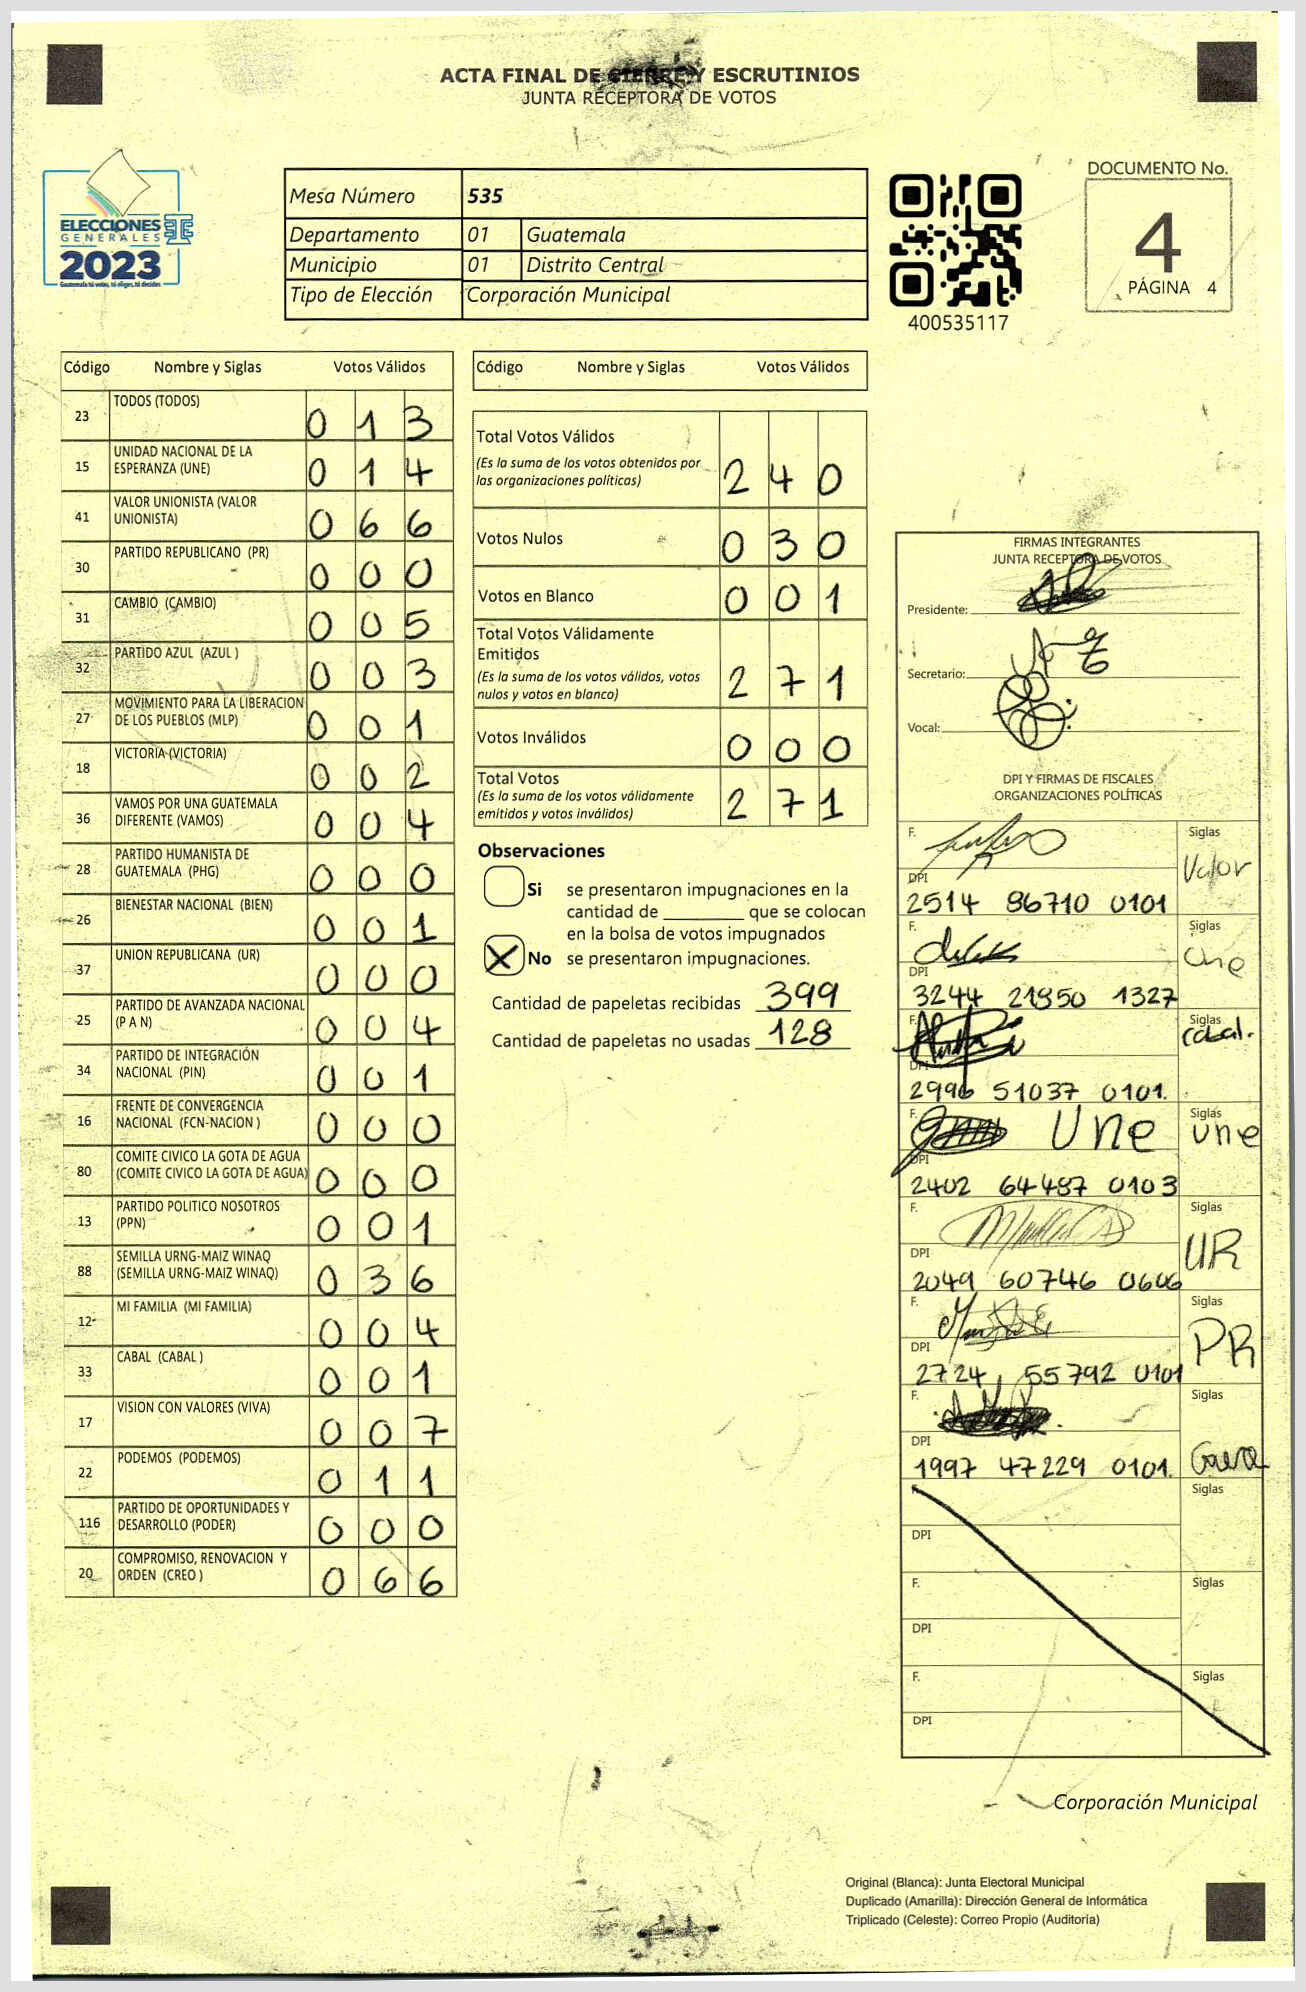 ACTA FINAL DE CIERRE Y ESCRUTINIOS
JUNTA RECEPTORA DE VOTOS
ELECCIONES
GENERALES
2023
Guatemala tú votas, tú eliges, tú decides
Mesa Número 535
Departamento 01 Guatemala
Municipio 01 Distrito Central
Tipo de Elección Corporación Municipal
400535117
DOCUMENTO No.
4
PÁGINA 4
Código Nombre y Siglas Votos Válidos
23 TODOS (TODOS) 0 1 3
15 UNIDAD NACIONAL DE LA
ESPERANZA (UNE) 0 1 4
41 VALOR UNIONISTA (VALOR
UNIONISTA) 0 6 6
30 PARTIDO REPUBLICANO (PR) 0 0 0
31 CAMBIO (CAMBIO) 0 0 5
32 PARTIDO AZUL (AZUL ) 0 0 3
27 MOVIMIENTO PARA LA LIBERACION
DE LOS PUEBLOS (MLP) 0 0 1
18 VICTORIA (VICTORIA) 0 0 2
36 VAMOS POR UNA GUATEMALA
DIFERENTE (VAMOS) 0 0 4
28 PARTIDO HUMANISTA DE
GUATEMALA (PHG) 0 0 0
26 BIENESTAR NACIONAL (BIEN) 0 0 1
37 UNION REPUBLICANA (UR) 0 0 0
25 PARTIDO DE AVANZADA NACIONAL
(P A N) 0 0 4
34 PARTIDO DE INTEGRACIÓN
NACIONAL (PIN) 0 0 1
16 FRENTE DE CONVERGENCIA
NACIONAL (FCN-NACION ) 0 0 0
80 COMITE CIVICO LA GOTA DE AGUA
(COMITE CIVICO LA GOTA DE AGUA) 0 0 0
13 PARTIDO POLITICO NOSOTROS
(PPN) 0 0 1
88 SEMILLA URNG-MAIZ WINAQ
(SEMILLA URNG-MAIZ WINAQ) 0 3 6
12 MI FAMILIA (MI FAMILIA) 0 0 4
33 CABAL (CABAL ) 0 0 1
17 VISION CON VALORES (VIVA) 0 0 7
22 PODEMOS (PODEMOS) 0 1 1
116 PARTIDO DE OPORTUNIDADES Y
DESARROLLO (PODER) 0 0 0
20 COMPROMISO, RENOVACION Y
ORDEN (CREO ) 0 6 6
Código Nombre y Siglas Votos Válidos
Total Votos Válidos
(Es la suma de los votos obtenidos por
las organizaciones políticas) 2 4 0
Votos Nulos 0 3 0
Votos en Blanco 0 0 1
Total Votos Válidamente
Emitidos
(Es la suma de los votos válidos, votos
nulos y votos en blanco) 2 7 1
Votos Inválidos 0 0 0
Total Votos
(Es la suma de los votos válidamente
emitidos y votos inválidos) 2 7 1
Observaciones
Si se presentaron impugnaciones en la
cantidad de ________ que se colocan
en la bolsa de votos impugnados
X No se presentaron impugnaciones.
Cantidad de papeletas recibidas 399
Cantidad de papeletas no usadas 128
FIRMAS INTEGRANTES
JUNTA RECEPTORA DE VOTOS
Presidente:
Secretario:
Vocal:
DPI Y FIRMAS DE FISCALES
ORGANIZACIONES POLÍTICAS
F. Siglas
Valor
DPI
2514 86710 0101
F. Siglas
Une
DPI
3244 21950 1327
F. Siglas
cabal.
DPI
2996 51037 0101.
F. Une Siglas
une
DPI
2402 64487 0103
F. Siglas
UR
DPI
2049 60746 0606
F. Siglas
PR
DPI
2724 55792 0101
F. Siglas
DPI
1997 47229 0101.
F. Siglas
DPI
F. Siglas
DPI
F. Siglas
DPI
Corporación Municipal
Original (Blanca): Junta Electoral Municipal
Duplicado (Amarilla): Dirección General de Informática
Triplicado (Celeste): Correo Propio (Auditoría)